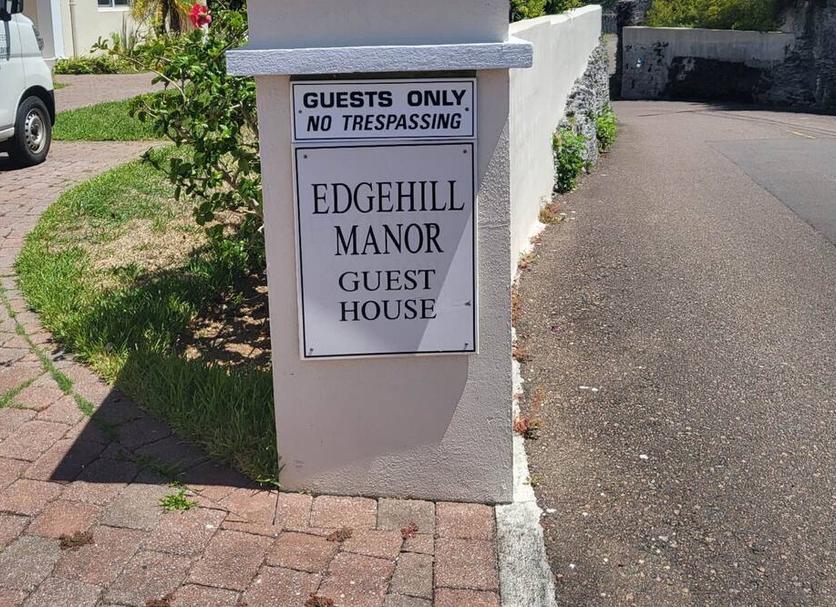 GUESTS ONLY
NO TRESPASSING
EDGEHILL
MANOR
GUEST
HOUSE